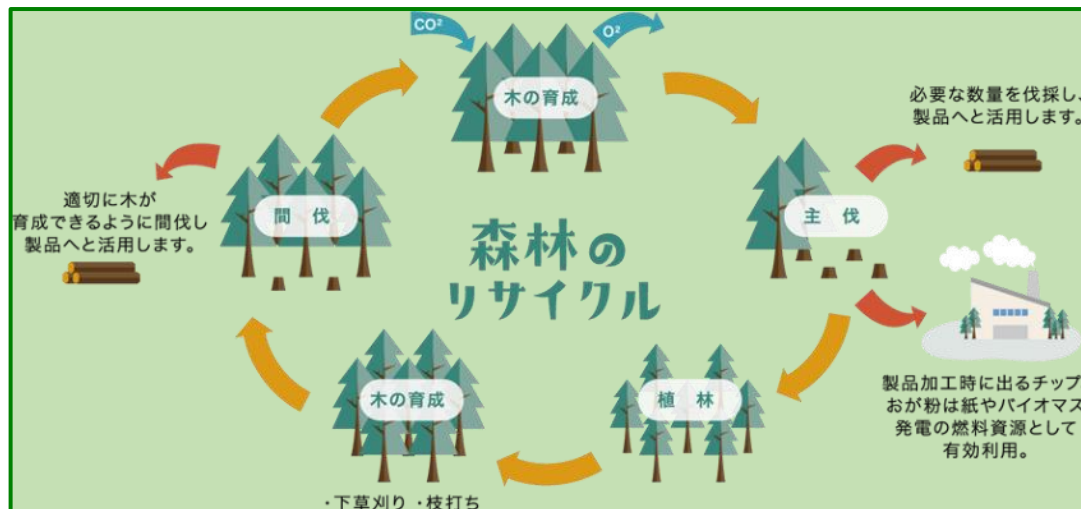 CO²
O²
木の育成
必要な数量を伐採し、
製品へと活用します。
間 伐
主 伐
適切に木が
育成できるように間伐し
製品へと活用します。
森林の
リサイクル
木の育成
植 林
製品加工時に出るチップ
おが粉は紙やバイオマス
発電の燃料資源として
有効利用。
・下草刈り ・枝打ち